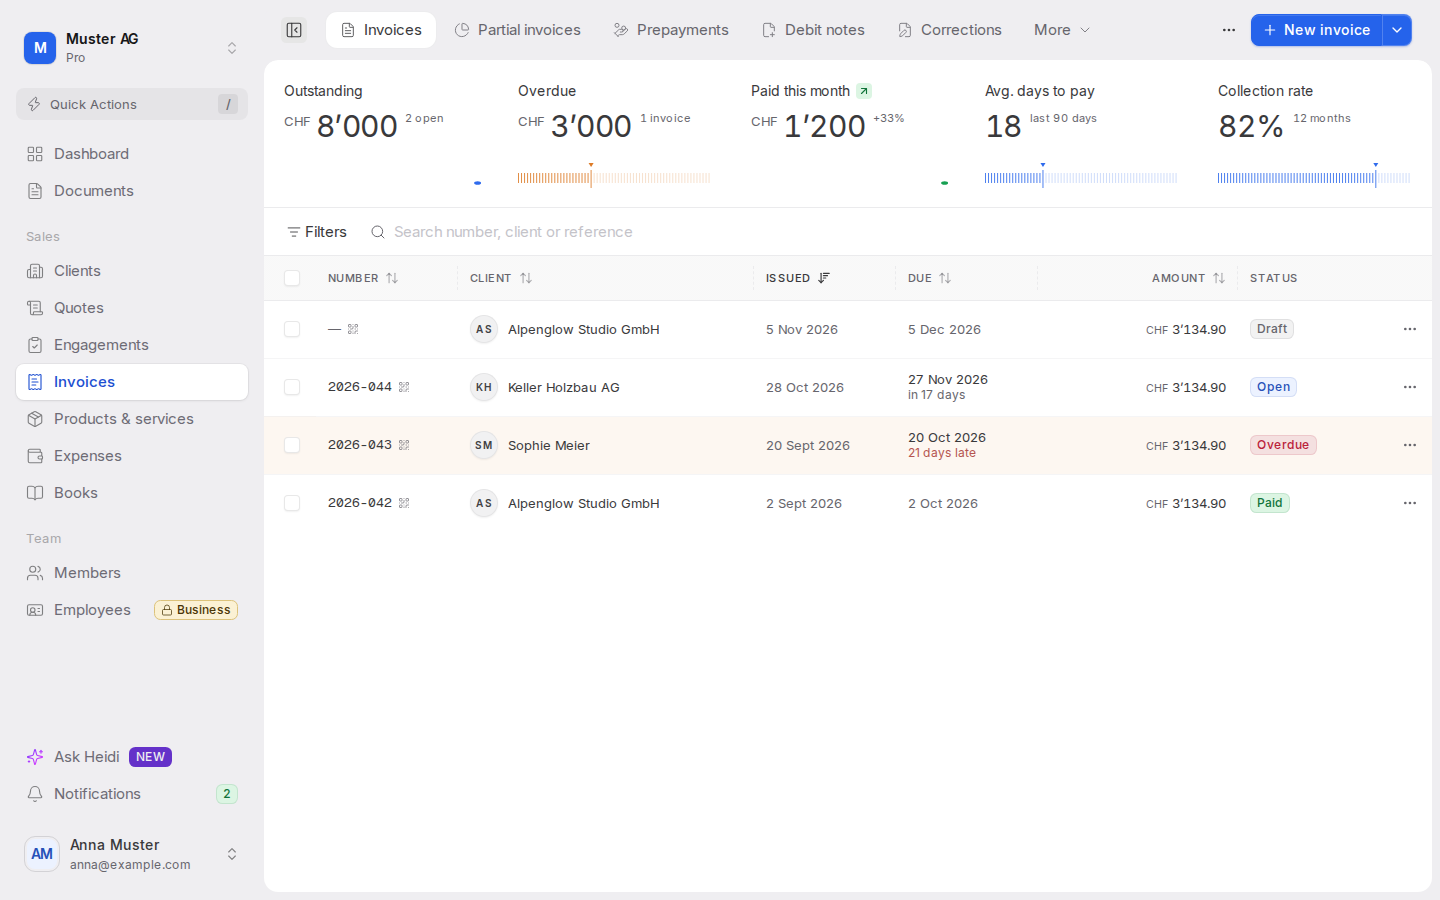 M
Muster AG
Pro
Quick Actions /
Dashboard
Documents
Sales
Clients
Quotes
Engagements
Invoices
Products & services
Expenses
Books
Team
Members
Employees Business
Ask Heidi NEW
Notifications 2
AM
Anna Muster
anna@example.com
Invoices Partial invoices Prepayments Debit notes Corrections More New invoice
Outstanding
CHF 8’000 2 open
Overdue
CHF 3’000 1 invoice
Paid this month
CHF 1’200 +33%
Avg. days to pay
18 last 90 days
Collection rate
82% 12 months
Filters Search number, client or reference
NUMBER CLIENT ISSUED DUE AMOUNT STATUS
— AS Alpenglow Studio GmbH 5 Nov 2026 5 Dec 2026 CHF 3’134.90 Draft
2026-044 KH Keller Holzbau AG 28 Oct 2026 27 Nov 2026 CHF 3’134.90 Open
in 17 days
2026-043 SM Sophie Meier 20 Sept 2026 20 Oct 2026 CHF 3’134.90 Overdue
21 days late
2026-042 AS Alpenglow Studio GmbH 2 Sept 2026 2 Oct 2026 CHF 3’134.90 Paid